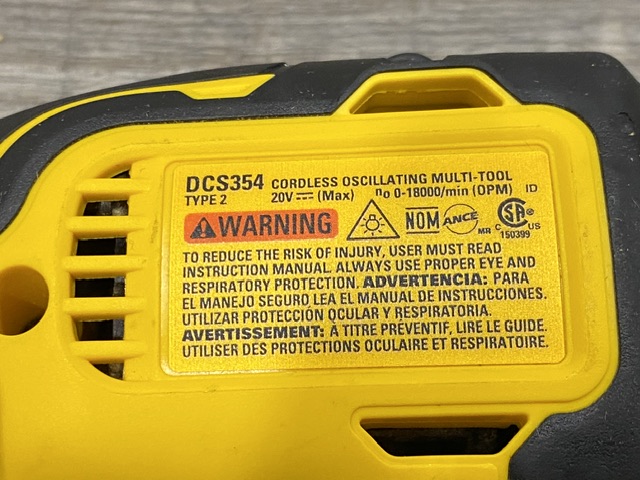 DCS354 CORDLESS OSCILLATING MULTI-TOOL
TYPE 2 20V (Max) no 0-18000/min (OPM) ID
WARNING
NOM ANCE
MR C US
150399
TO REDUCE THE RISK OF INJURY, USER MUST READ
INSTRUCTION MANUAL. ALWAYS USE PROPER EYE AND
RESPIRATORY PROTECTION. ADVERTENCIA: PARA
EL MANEJO SEGURO LEA EL MANUAL DE INSTRUCCIONES.
UTILIZAR PROTECCIÓN OCULAR Y RESPIRATORIA.
AVERTISSEMENT: À TITRE PRÉVENTIF, LIRE LE GUIDE.
UTILISER DES PROTECTIONS OCULAIRE ET RESPIRATOIRE.